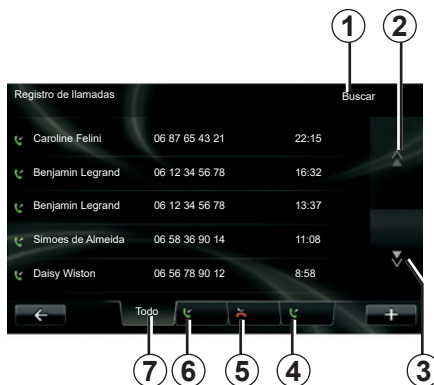 1 2
Registro de llamadas Buscar
Caroline Felini 06 87 65 43 21 22:15
Benjamin Legrand 06 12 34 56 78 16:32
Benjamin Legrand 06 12 34 56 78 13:37
Simoes de Almeida 06 58 36 90 14 11:08
Daisy Wiston 06 56 78 90 12 8:58
Todo
7 6 5 4 3